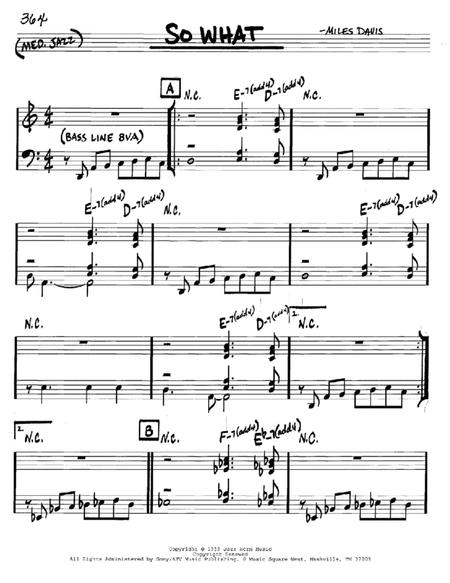 364
SO WHAT
-MILES DAVIS
(MED. JAZZ)
A
N.C.
E-7(add4) D-7(add4)
(BASS LINE 8VA)
E-7(add4) D-7(add4)
N.C.
E-7(add4) D-7(add4)
N.C.
E-7(add4) D-7(add4)
1.
N.C.
2.
N.C.
B
N.C.
F-7(add4) Eb-7(add4)
N.C.
Copyright © 1959 Jazz Horn Music
Copyright Renewed
All Rights Administered by Sony/ATV Music Publishing, 8 Music Square West, Nashville, TN 37203